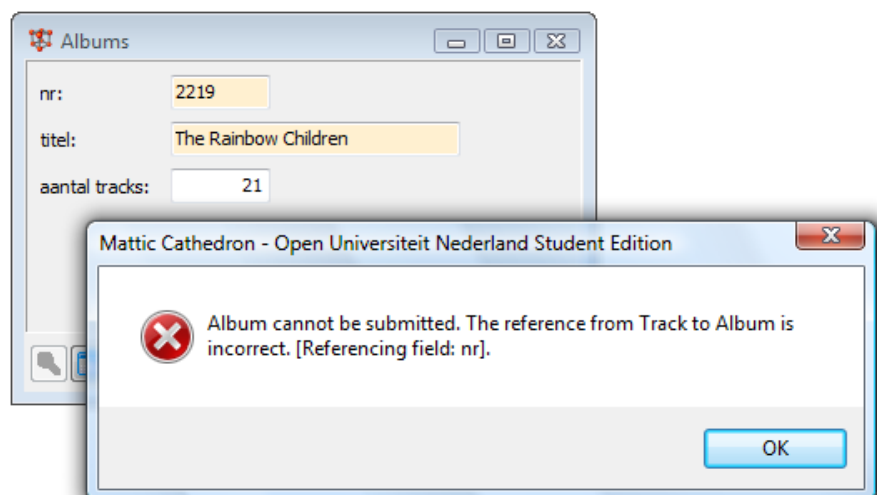 Albums
nr: 2219
titel: The Rainbow Children
aantal tracks: 21
Mattic Cathedron - Open Universiteit Nederland Student Edition
Album cannot be submitted. The reference from Track to Album is
incorrect. [Referencing field: nr].
OK